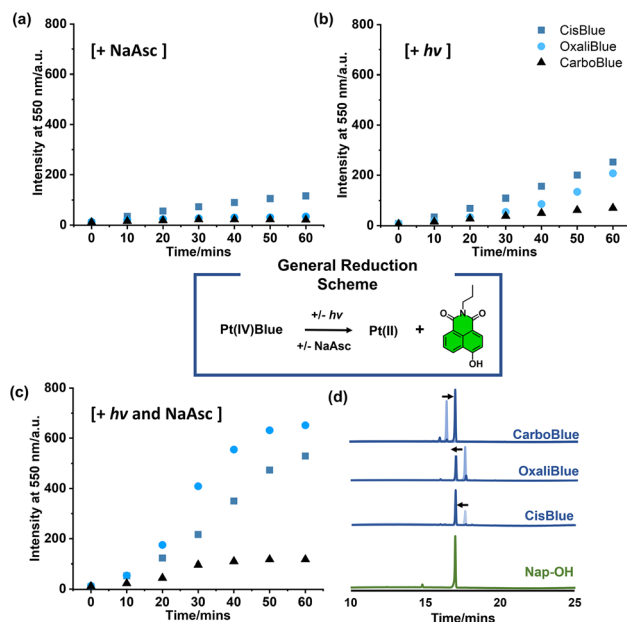 (a)
[+ NaAsc]
Intensity at 550 nm/a.u.
800
600
400
200
0
0 10 20 30 40 50 60
Time/mins
(b)
[+ hv]
CisBlue
OxaliBlue
CarboBlue
Intensity at 550 nm/a.u.
800
600
400
200
0
0 10 20 30 40 50 60
Time/mins
General Reduction
Scheme
Pt(IV)Blue
+/- hv
+/- NaAsc
Pt(II) +
O N O
OH
(c)
[+ hv and NaAsc]
Intensity at 550 nm/a.u.
800
600
400
200
0
0 10 20 30 40 50 60
Time/mins
(d)
CarboBlue
OxaliBlue
CisBlue
Nap-OH
10 15 20 25
Time/mins